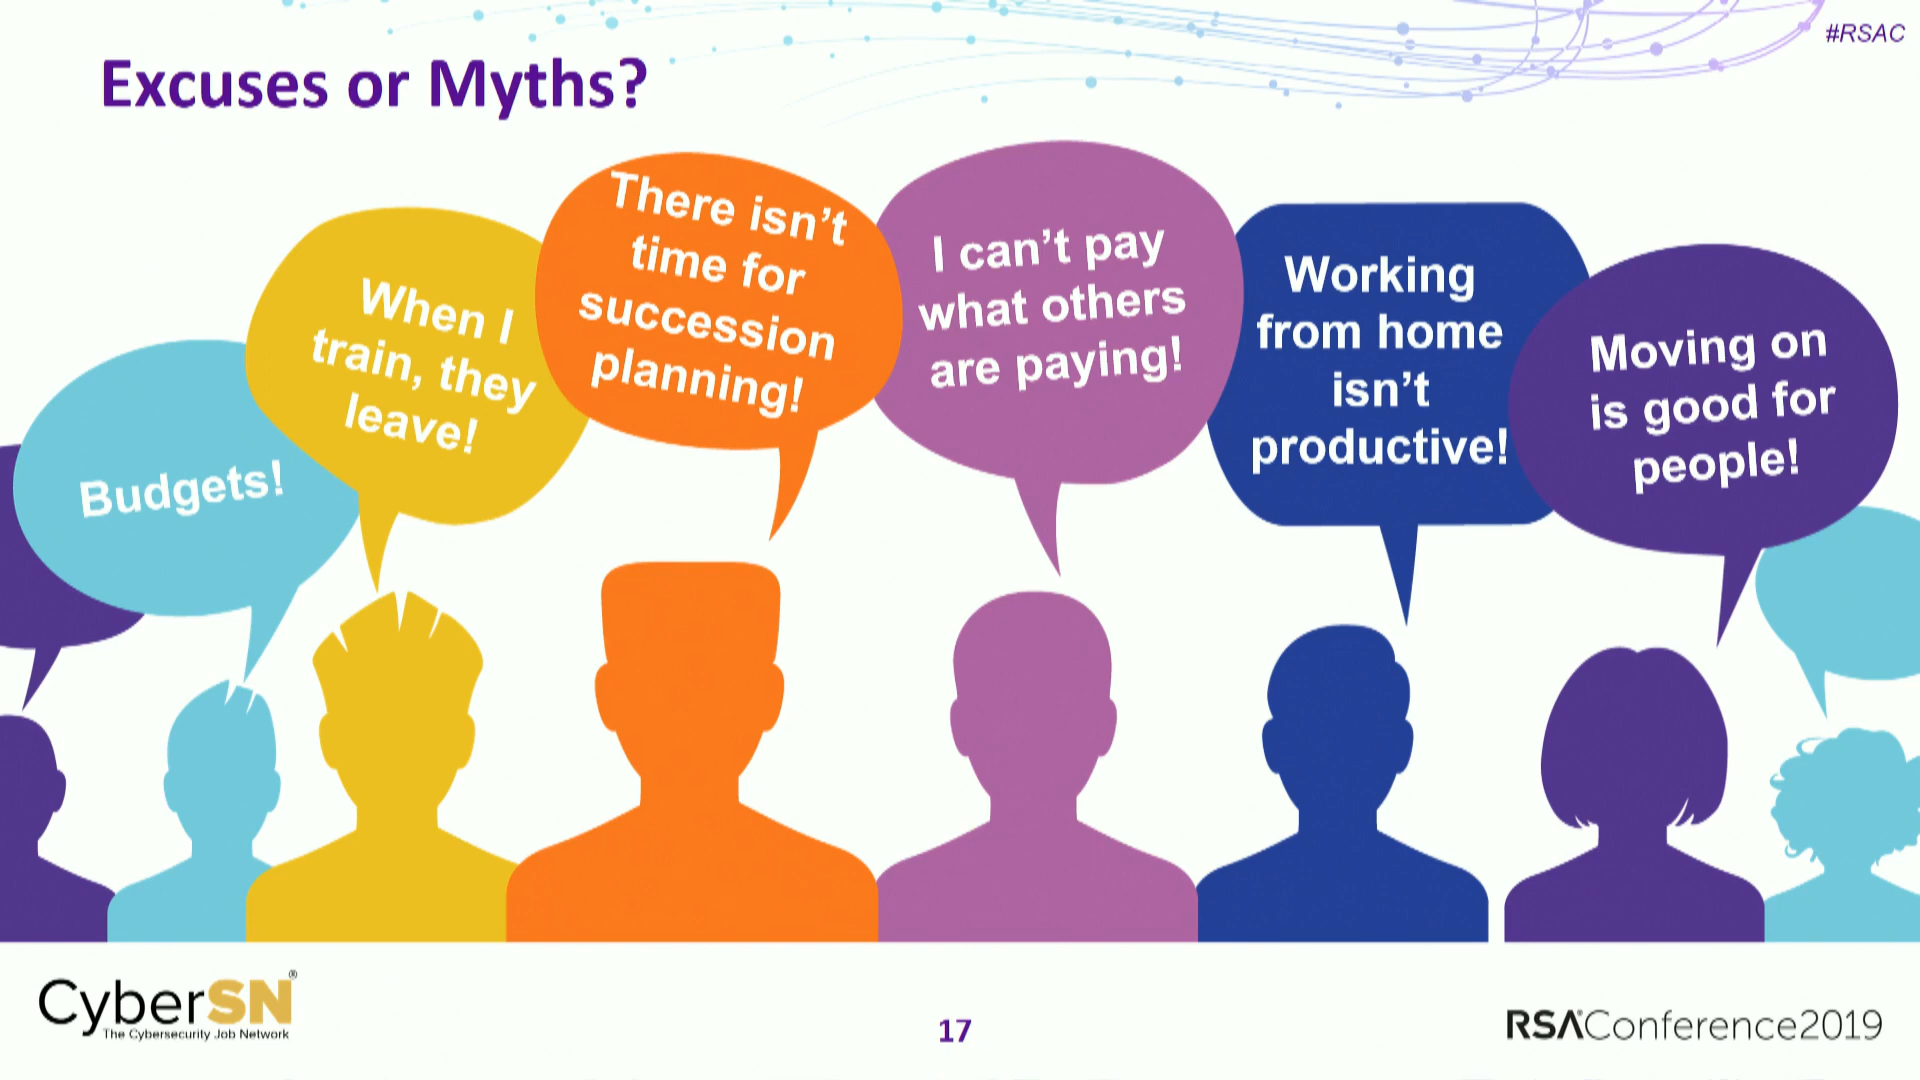 #RSAC
Excuses or Myths?
Budgets!
When I
train, they
leave!
There isn't
time for
succession
planning!
I can't pay
what others
are paying!
Working
from home
isn't
productive!
Moving on
is good for
people!
CyberSN®
The Cybersecurity Job Network
17
RSAConference2019